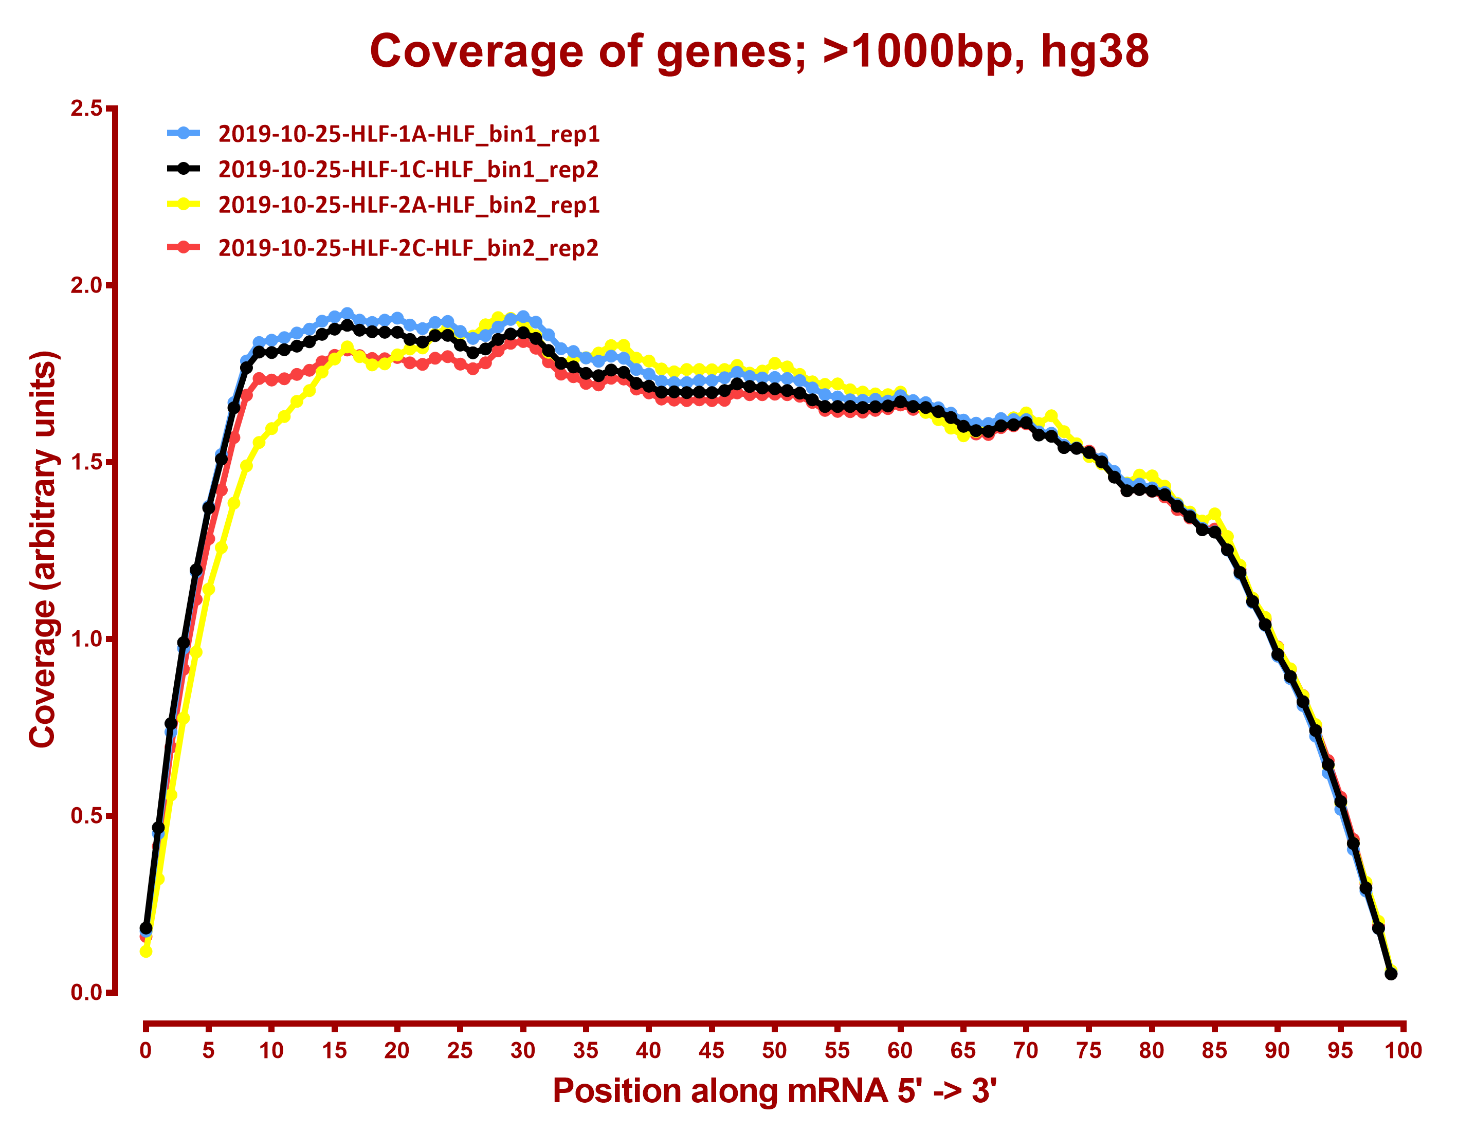 Coverage of genes; >1000bp, hg38
2.5
2019-10-25-HLF-1A-HLF_bin1_rep1
2019-10-25-HLF-1C-HLF_bin1_rep2
2019-10-25-HLF-2A-HLF_bin2_rep1
2019-10-25-HLF-2C-HLF_bin2_rep2
2.0
1.5
Coverage (arbitrary units)
1.0
0.5
0.0
0 5 10 15 20 25 30 35 40 45 50 55 60 65 70 75 80 85 90 95 100
Position along mRNA 5' -> 3'